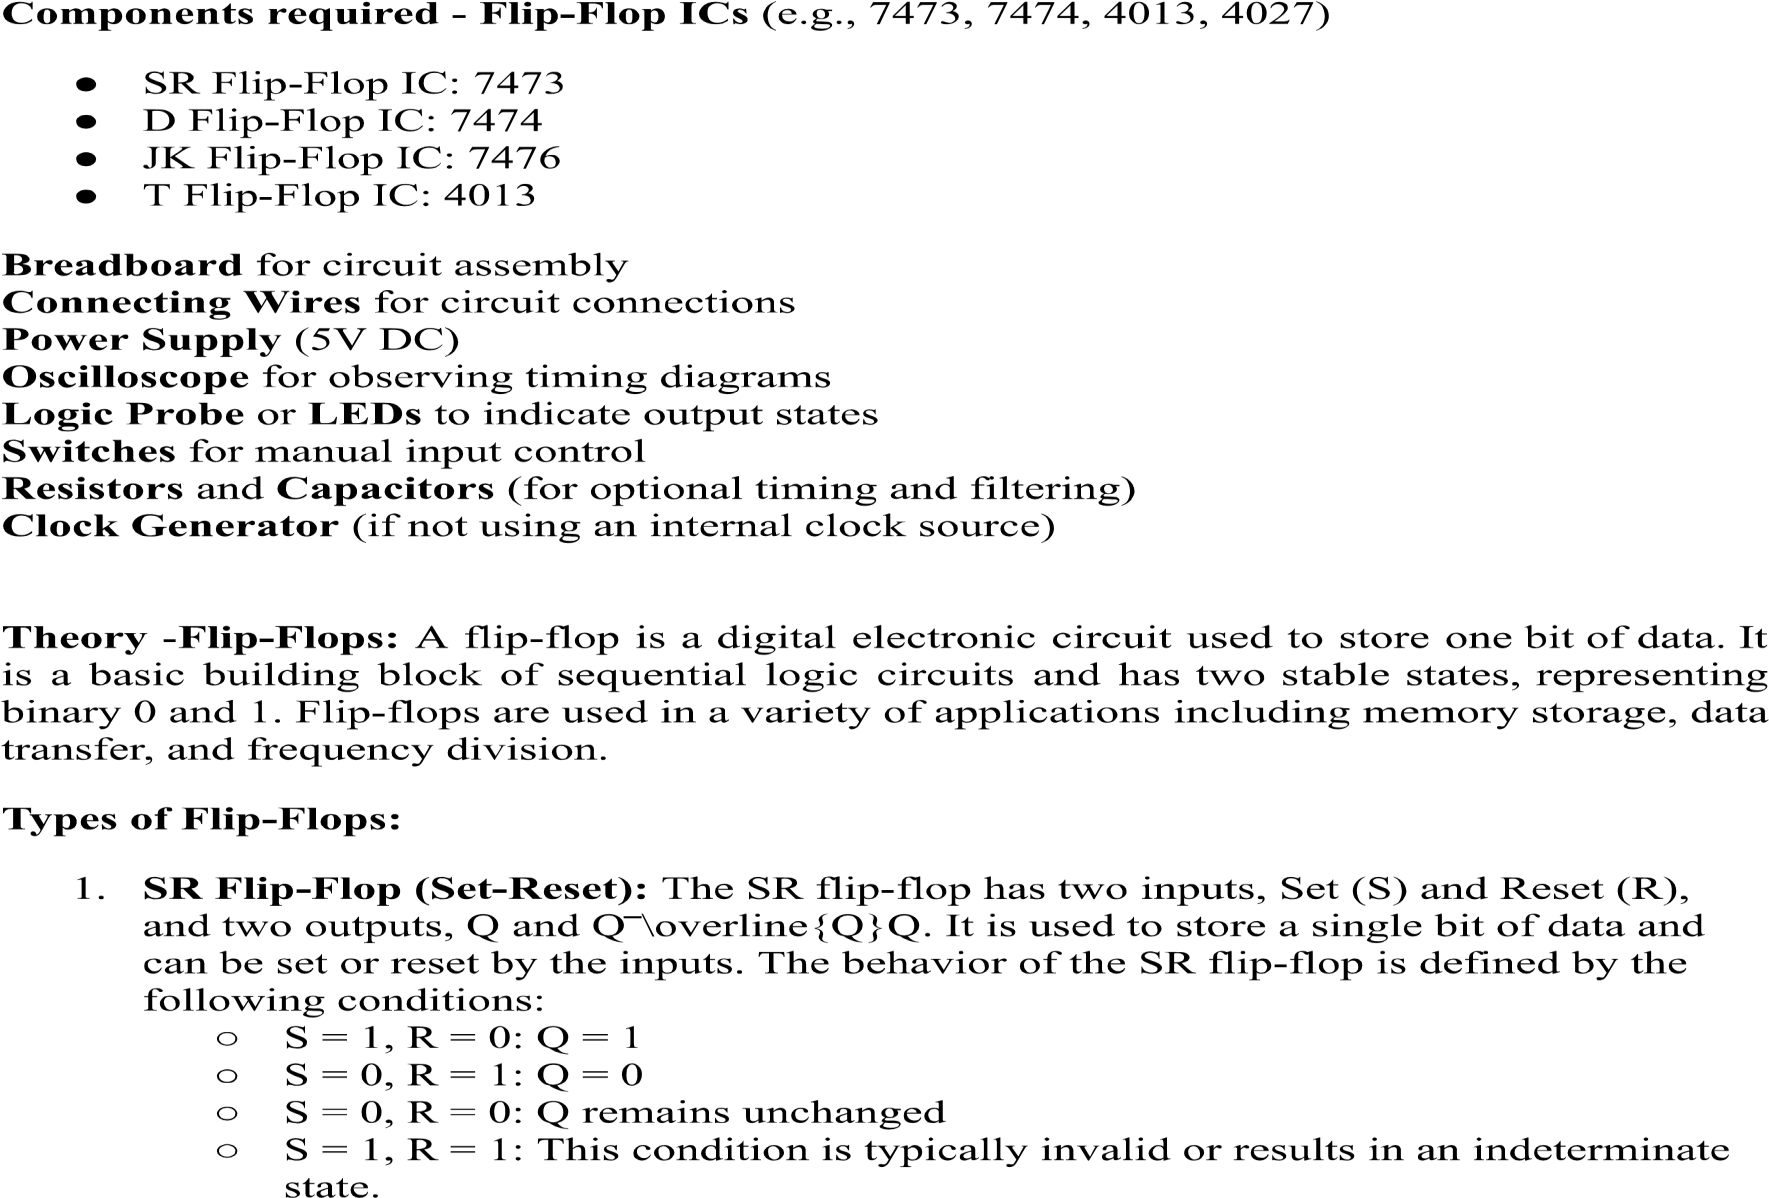 Components required - Flip-Flop ICs (e.g., 7473, 7474, 4013, 4027)
● SR Flip-Flop IC: 7473
● D Flip-Flop IC: 7474
● JK Flip-Flop IC: 7476
● T Flip-Flop IC: 4013
Breadboard for circuit assembly
Connecting Wires for circuit connections
Power Supply (5V DC)
Oscilloscope for observing timing diagrams
Logic Probe or LEDs to indicate output states
Switches for manual input control
Resistors and Capacitors (for optional timing and filtering)
Clock Generator (if not using an internal clock source)
Theory -Flip-Flops: A flip-flop is a digital electronic circuit used to store one bit of data. It
is a basic building block of sequential logic circuits and has two stable states, representing
binary 0 and 1. Flip-flops are used in a variety of applications including memory storage, data
transfer, and frequency division.
Types of Flip-Flops:
1. SR Flip-Flop (Set-Reset): The SR flip-flop has two inputs, Set (S) and Reset (R),
and two outputs, Q and Q‾\overline{Q}Q. It is used to store a single bit of data and
can be set or reset by the inputs. The behavior of the SR flip-flop is defined by the
following conditions:
○ S = 1, R = 0: Q = 1
○ S = 0, R = 1: Q = 0
○ S = 0, R = 0: Q remains unchanged
○ S = 1, R = 1: This condition is typically invalid or results in an indeterminate
state.